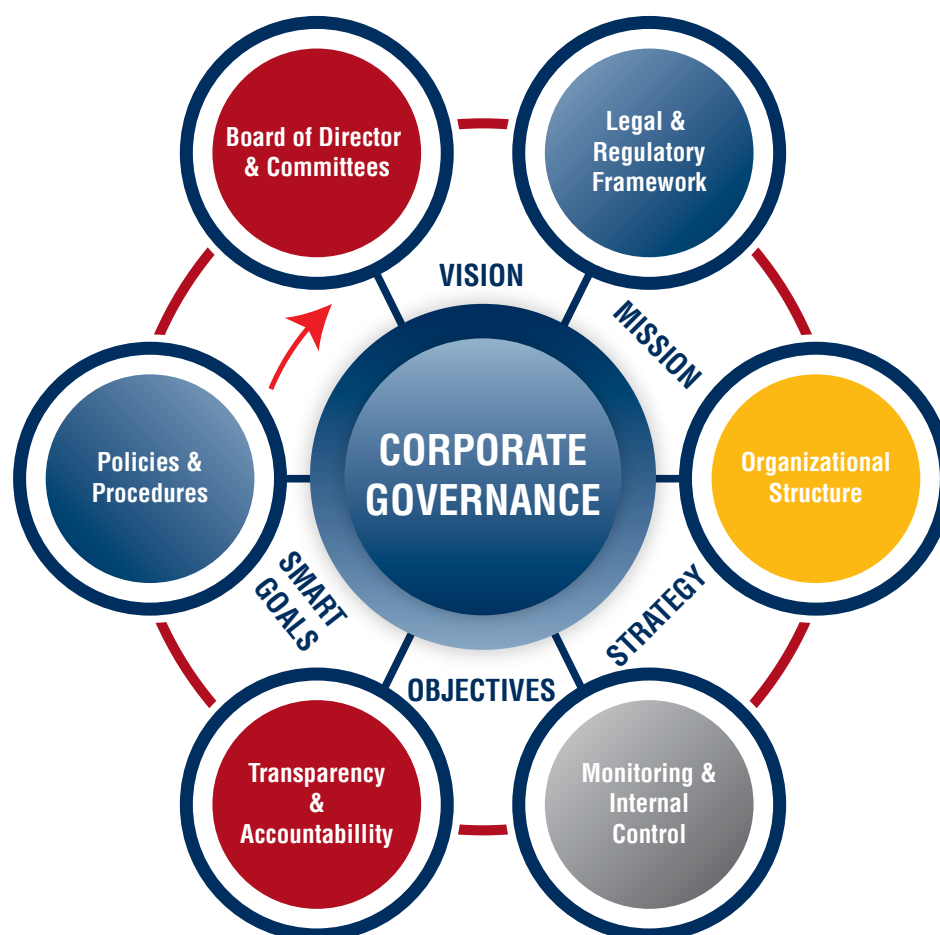 Board of Director
& Committees
Legal &
Regulatory
Framework
VISION
MISSION
CORPORATE
GOVERNANCE
Policies &
Procedures
Organizational
Structure
SMART
GOALS
STRATEGY
OBJECTIVES
Transparency
&
Accountabillity
Monitoring &
Internal
Control